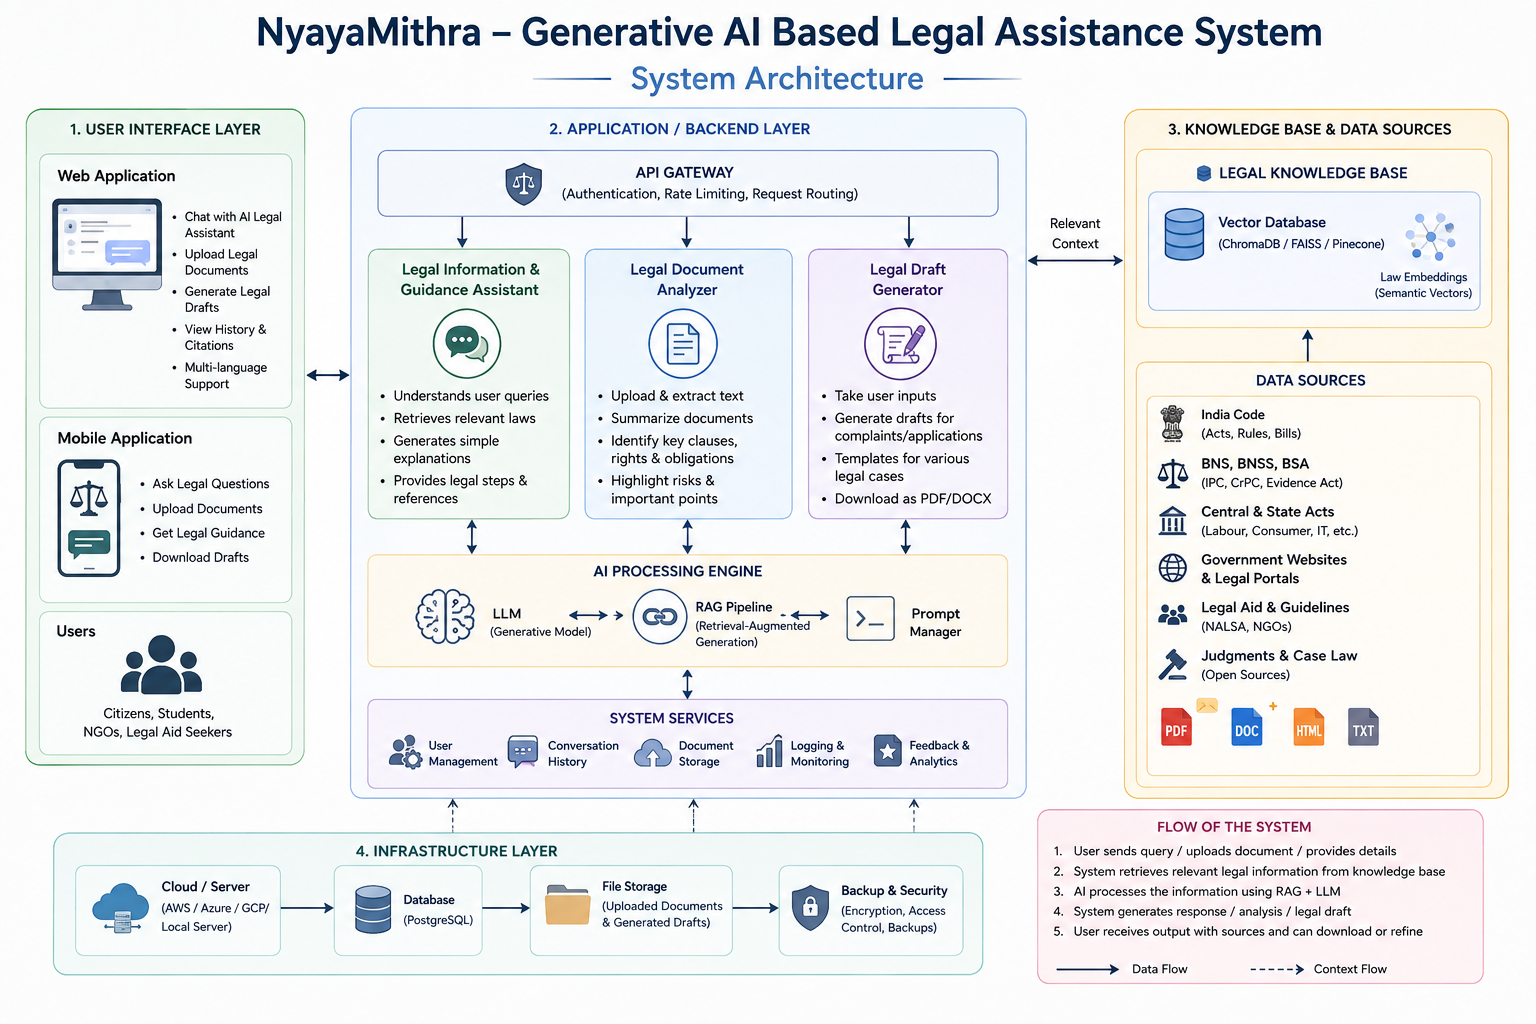 NyayaMithra – Generative AI Based Legal Assistance System
System Architecture
1. USER INTERFACE LAYER
Web Application
• Chat with AI Legal
Assistant
• Upload Legal
Documents
• Generate Legal
Drafts
• View History &
Citations
• Multi-language
Support
Mobile Application
• Ask Legal Questions
• Upload Documents
• Get Legal Guidance
• Download Drafts
Users
Citizens, Students,
NGOs, Legal Aid Seekers
2. APPLICATION / BACKEND LAYER
API GATEWAY
(Authentication, Rate Limiting, Request Routing)
Legal Information &
Guidance Assistant
• Understands user queries
• Retrieves relevant laws
• Generates simple
explanations
• Provides legal steps &
references
Legal Document
Analyzer
• Upload & extract text
• Summarize documents
• Identify key clauses,
rights & obligations
• Highlight risks &
important points
Legal Draft
Generator
• Take user inputs
• Generate drafts for
complaints/applications
• Templates for various
legal cases
• Download as PDF/DOCX
AI PROCESSING ENGINE
LLM
(Generative Model)
RAG Pipeline
(Retrieval-Augmented
Generation)
Prompt
Manager
SYSTEM SERVICES
User
Management
Conversation
History
Document
Storage
Logging &
Monitoring
Feedback &
Analytics
Relevant
Context
3. KNOWLEDGE BASE & DATA SOURCES
LEGAL KNOWLEDGE BASE
Vector Database
(ChromaDB / FAISS / Pinecone)
Law Embeddings
(Semantic Vectors)
DATA SOURCES
India Code
(Acts, Rules, Bills)
BNS, BNSS, BSA
(IPC, CrPC, Evidence Act)
Central & State Acts
(Labour, Consumer, IT, etc.)
Government Websites
& Legal Portals
Legal Aid & Guidelines
(NALSA, NGOs)
Judgments & Case Law
(Open Sources)
PDF
DOC
HTML
TXT
4. INFRASTRUCTURE LAYER
Cloud / Server
(AWS / Azure / GCP/
Local Server)
Database
(PostgreSQL)
File Storage
(Uploaded Documents
& Generated Drafts)
Backup & Security
(Encryption, Access
Control, Backups)
FLOW OF THE SYSTEM
1. User sends query / uploads document / provides details
2. System retrieves relevant legal information from knowledge base
3. AI processes the information using RAG + LLM
4. System generates response / analysis / legal draft
5. User receives output with sources and can download or refine
Data Flow
Context Flow